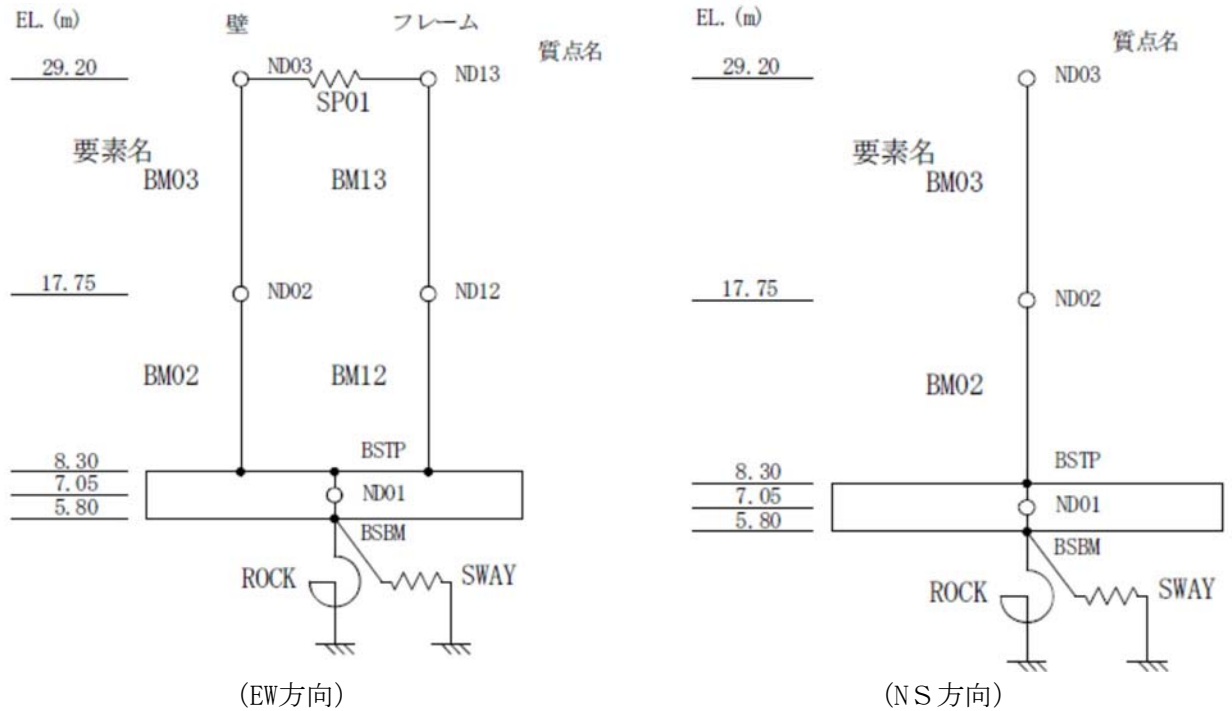 EL. (m) 壁 フレーム 質点名
29.20 ND03 ND13
SP01
要素名
BM03 BM13
17.75 ND02 ND12
BM02 BM12
BSTP
8.30
7.05 ND01
5.80
BSBM
ROCK SWAY
(EW方向)
EL. (m) 質点名
29.20 ND03
要素名
BM03
17.75 ND02
BM02
BSTP
8.30
7.05 ND01
5.80
BSBM
ROCK SWAY
(NS方向)